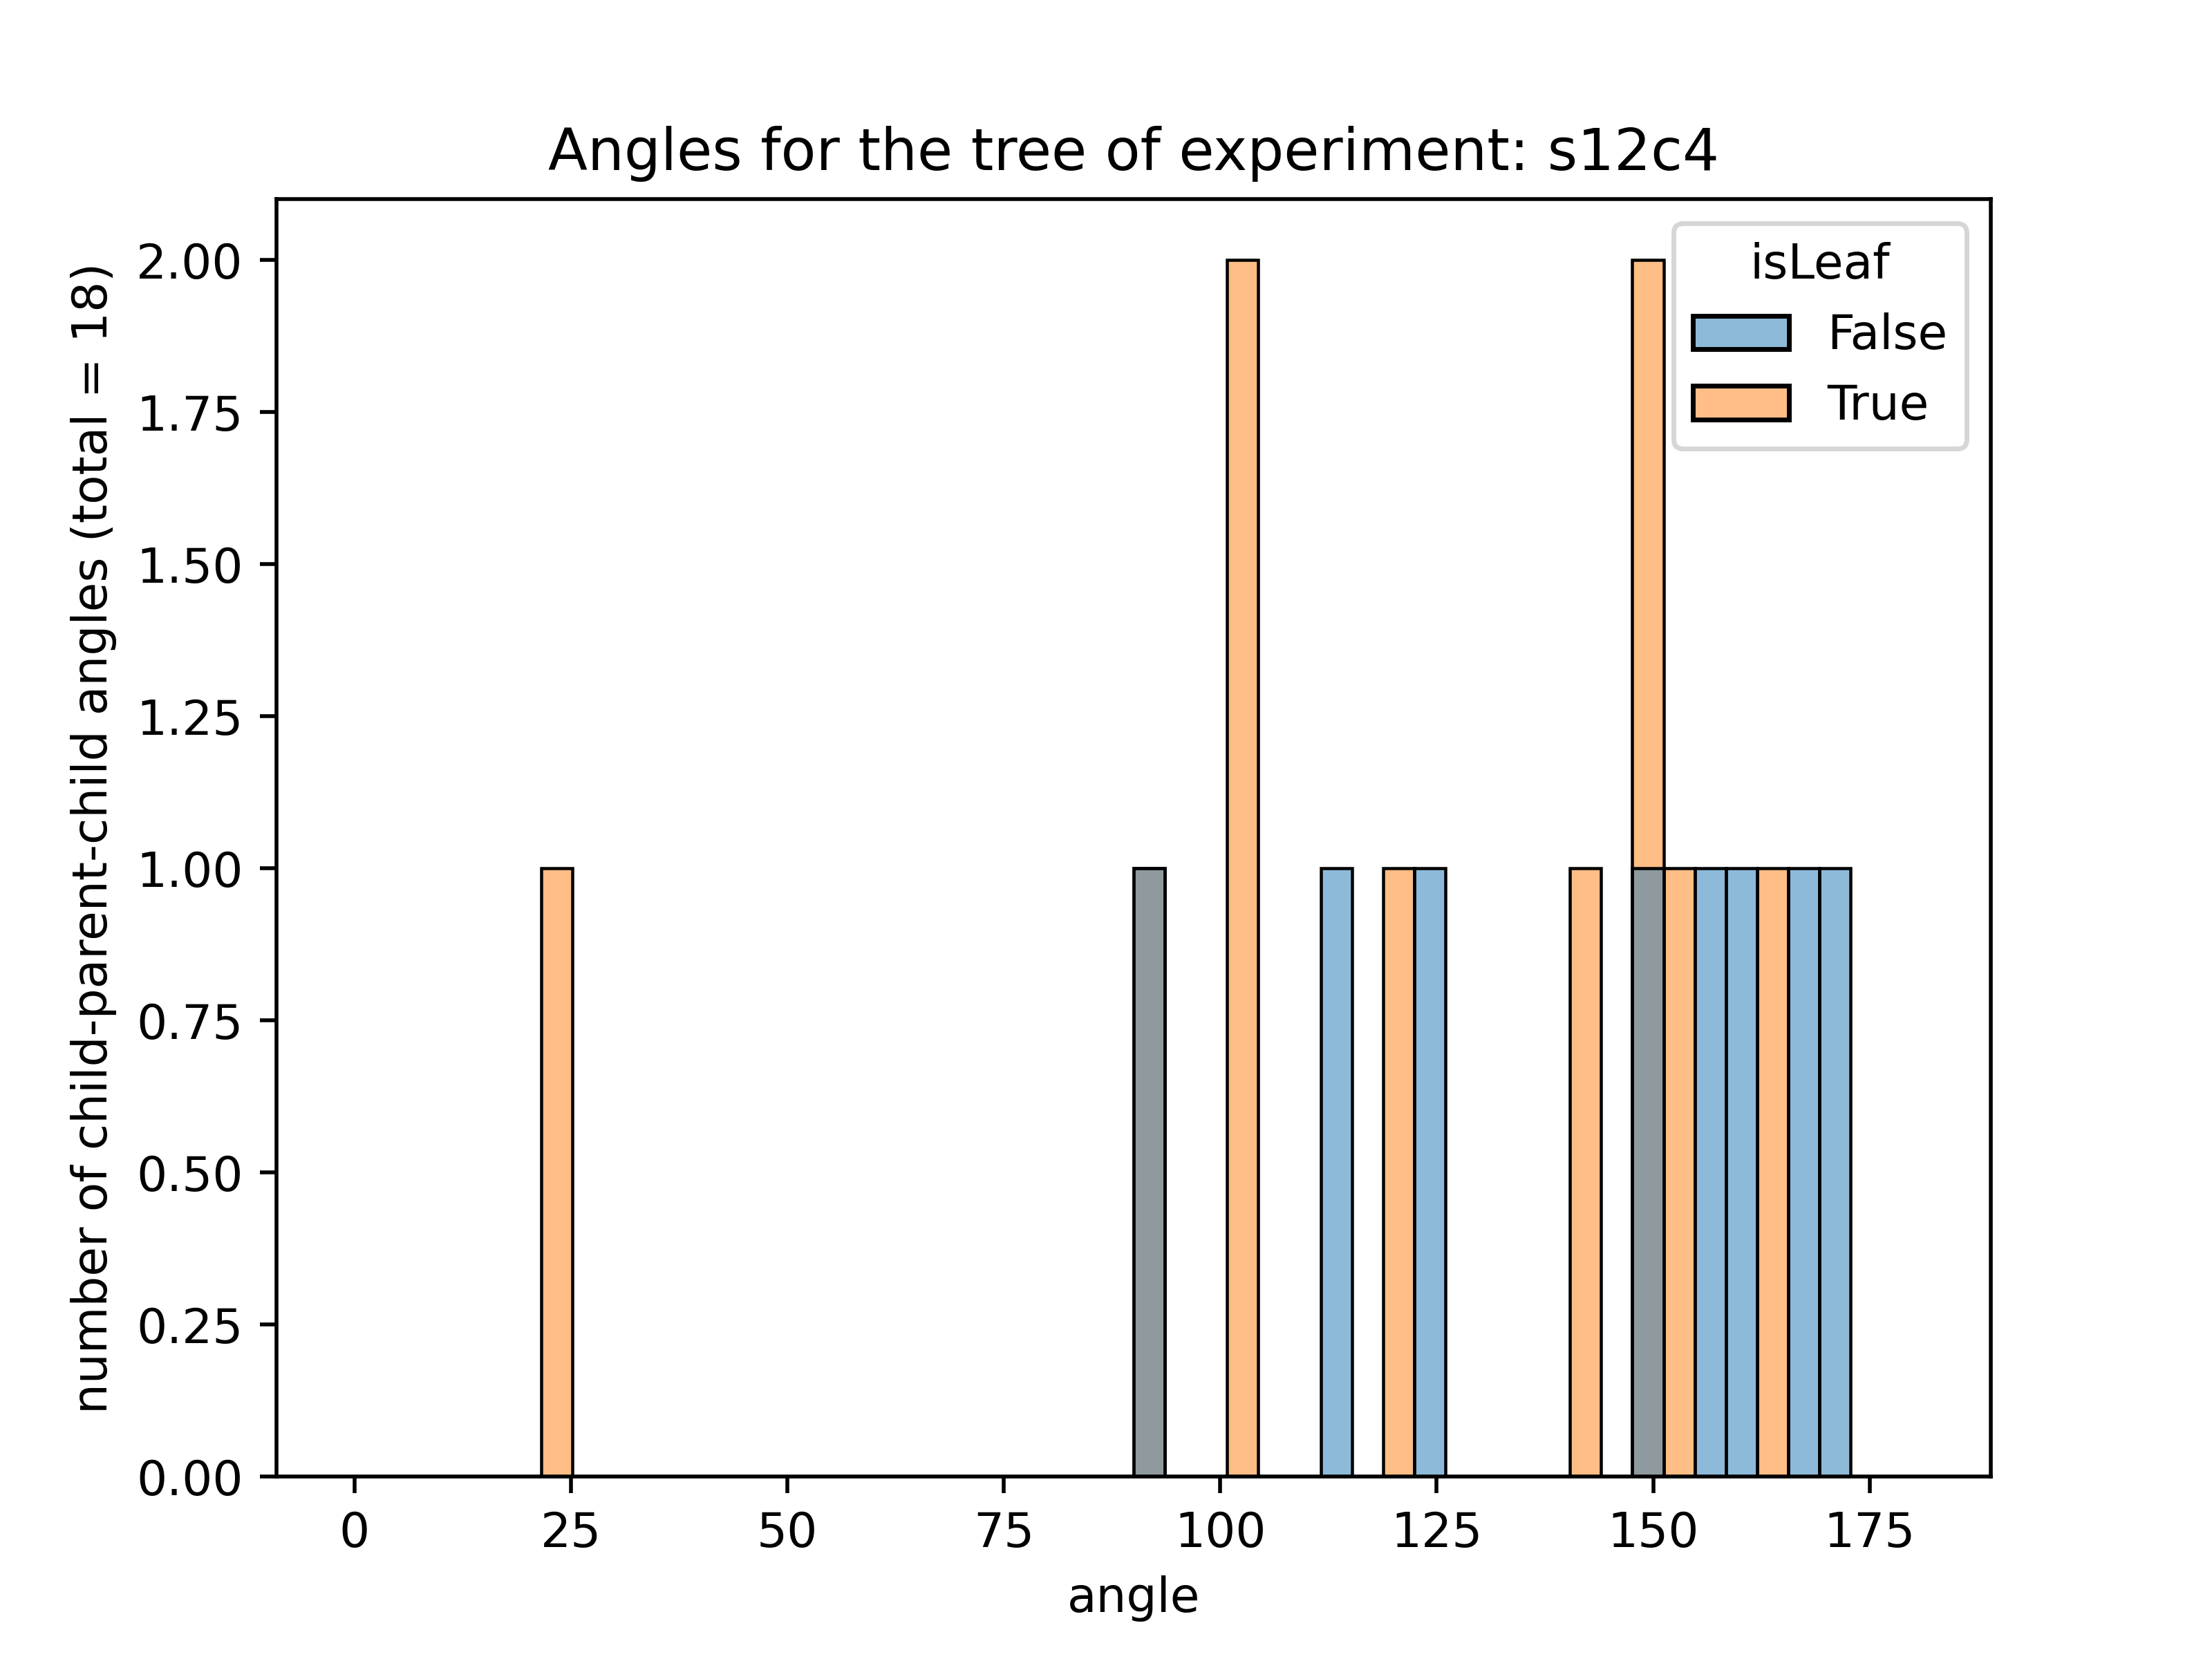 Angles for the tree of experiment: s12c4
number of child-parent-child angles (total = 18)
2.00
1.75
1.50
1.25
1.00
0.75
0.50
0.25
0.00
isLeaf
False
True
0 25 50 75 100 125 150 175
angle